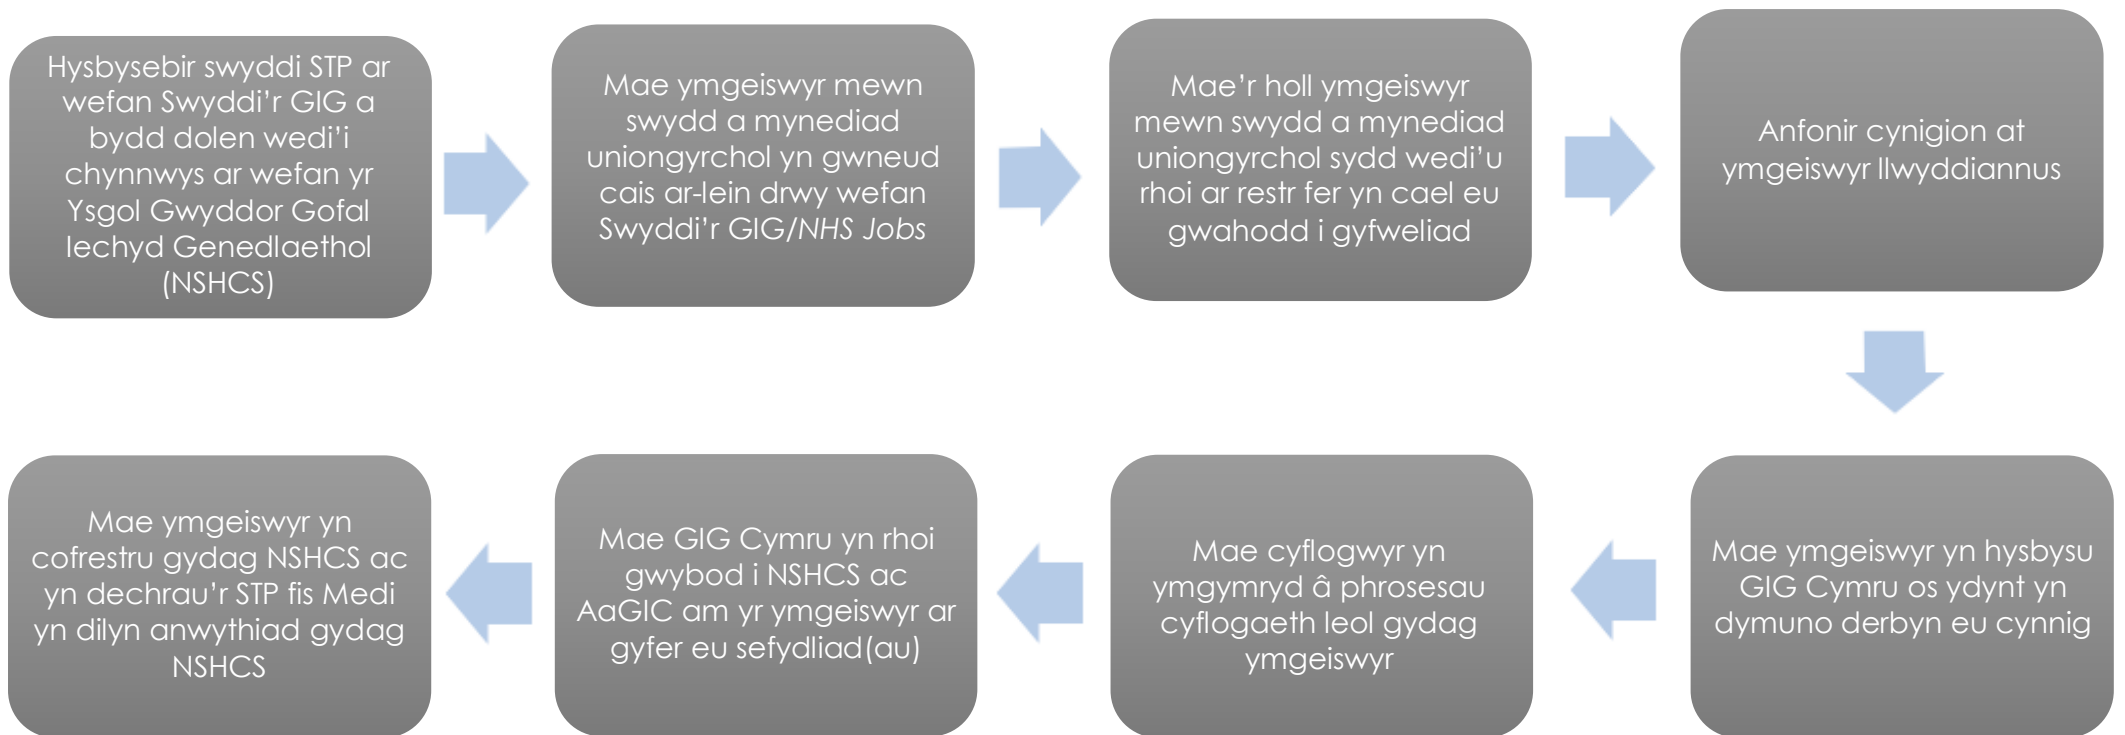 Hysbysebir swyddi STP ar
wefan Swyddi'r GIG a
bydd dolen wedi'i
chynnwys ar wefan yr
Ysgol Gwyddor Gofal
Iechyd Genedlaethol
(NSHCS)
Mae ymgeiswyr mewn
swydd a mynediad
uniongyrchol yn gwneud
cais ar-lein drwy wefan
Swyddi'r GIG/NHS Jobs
Mae'r holl ymgeiswyr
mewn swydd a mynediad
uniongyrchol sydd wedi'u
rhoi ar restr fer yn cael eu
gwahodd i gyfweliad
Anfonir cynigion at
ymgeiswyr llwyddiannus
Mae ymgeiswyr yn hysbysu
GIG Cymru os ydynt yn
dymuno derbyn eu cynnig
Mae cyflogwyr yn
ymgymryd â phrosesau
cyflogaeth leol gydag
ymgeiswyr
Mae GIG Cymru yn rhoi
gwybod i NSHCS ac
AaGIC am yr ymgeiswyr ar
gyfer eu sefydliad(au)
Mae ymgeiswyr yn
cofrestru gydag NSHCS ac
yn dechrau'r STP fis Medi
yn dilyn anwythiad gydag
NSHCS